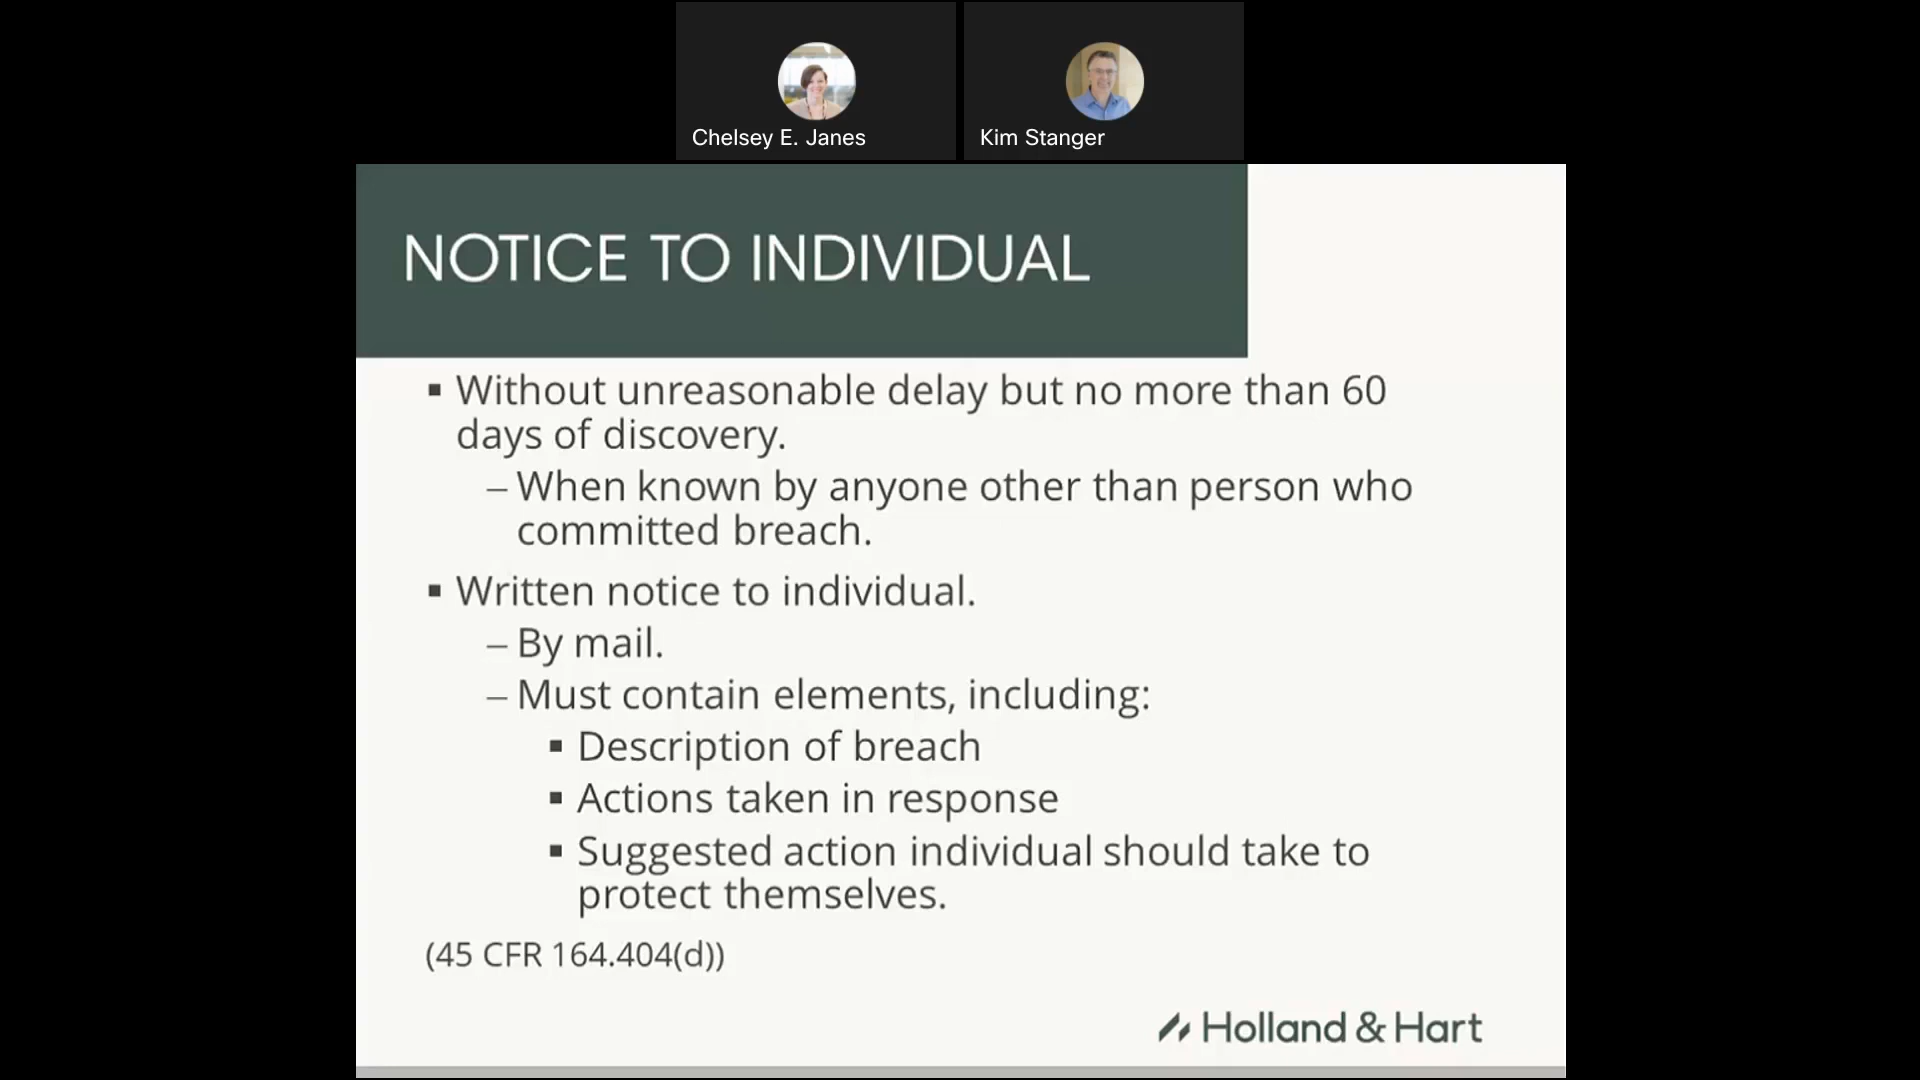 Chelsey E. Janes
Kim Stanger
NOTICE TO INDIVIDUAL
▪ Without unreasonable delay but no more than 60
days of discovery.
– When known by anyone other than person who
committed breach.
▪ Written notice to individual.
– By mail.
– Must contain elements, including:
▪ Description of breach
▪ Actions taken in response
▪ Suggested action individual should take to
protect themselves.
(45 CFR 164.404(d))
Holland & Hart